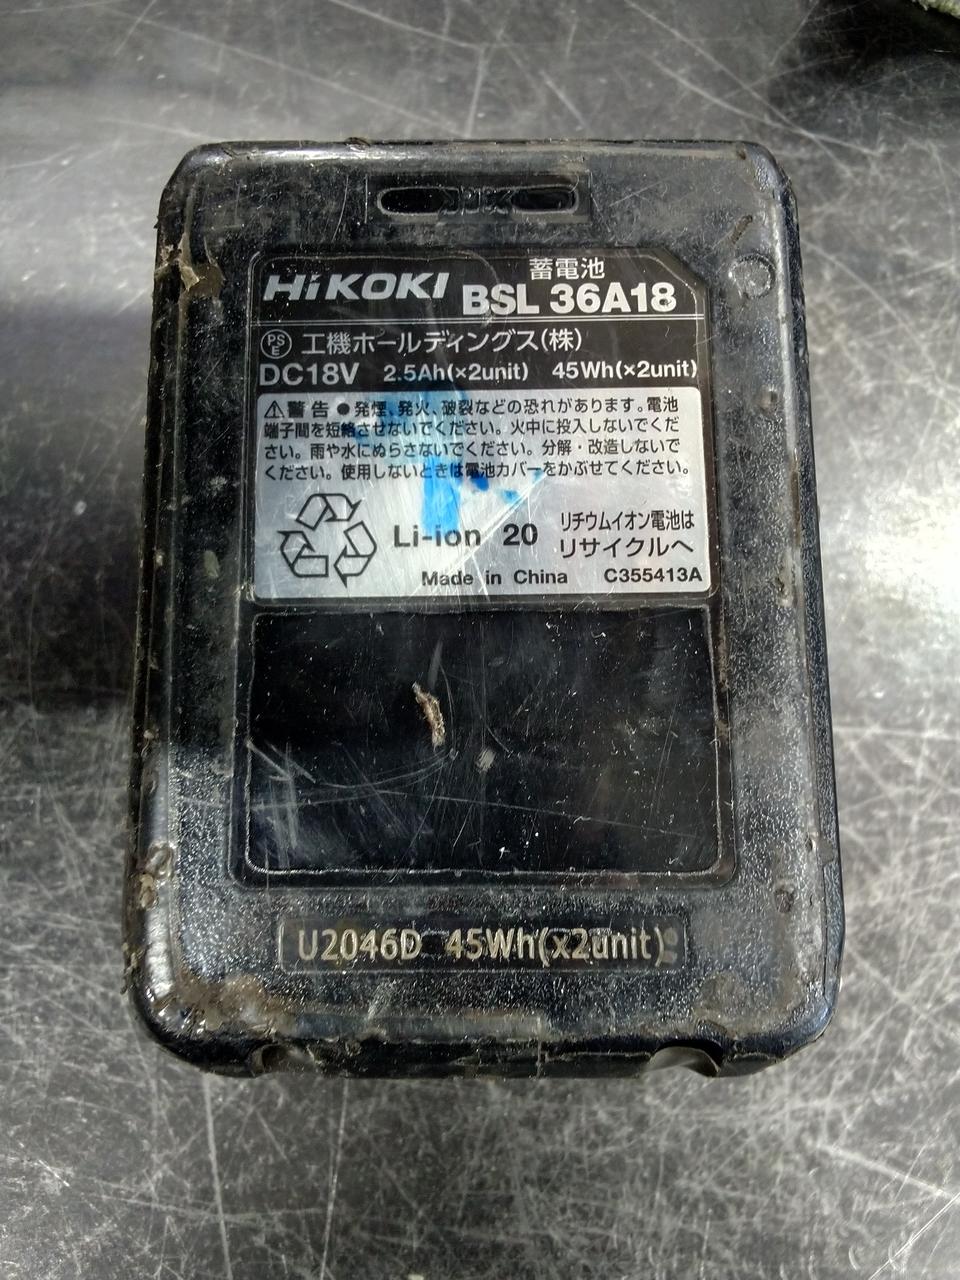 HiKOKI 蓄電池 BSL 36A18
PSE 工機ホールディングス(株)
DC18V 2.5Ah(×2unit) 45Wh(×2unit)
⚠警告 ●発煙、発火、破裂などの恐れがあります。電池
端子間を短絡させないでください。火中に投入しないでくだ
さい。雨や水にぬらさないでください。分解・改造しないで
ください。使用しないときは電池カバーをかぶせてください。
Li-ion 20 リチウムイオン電池は
リサイクルへ
Made in China C355413A
U2046D 45Wh(x2unit)